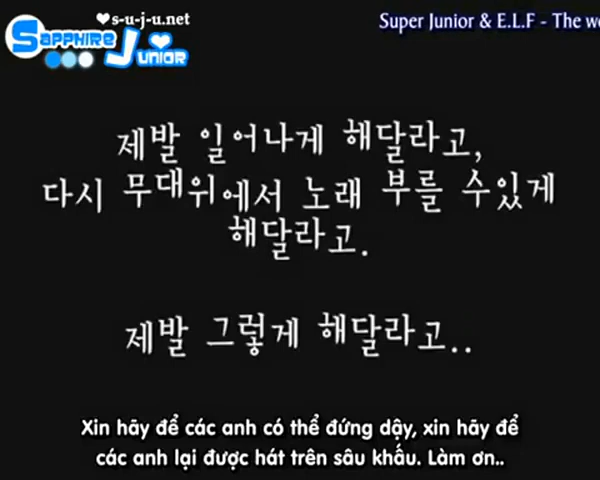 ♥s-u-j-u.net
SAPPHIRE JUNIOR
Super Junior & E.L.F - The w
제발 일어나게 해달라고,
다시 무대위에서 노래 부를 수있게
해달라고.
제발 그렇게 해달라고..
Xin hãy để các anh có thể đứng dậy, xin hãy để
các anh lại được hát trên sâu khấu. Làm ơn..